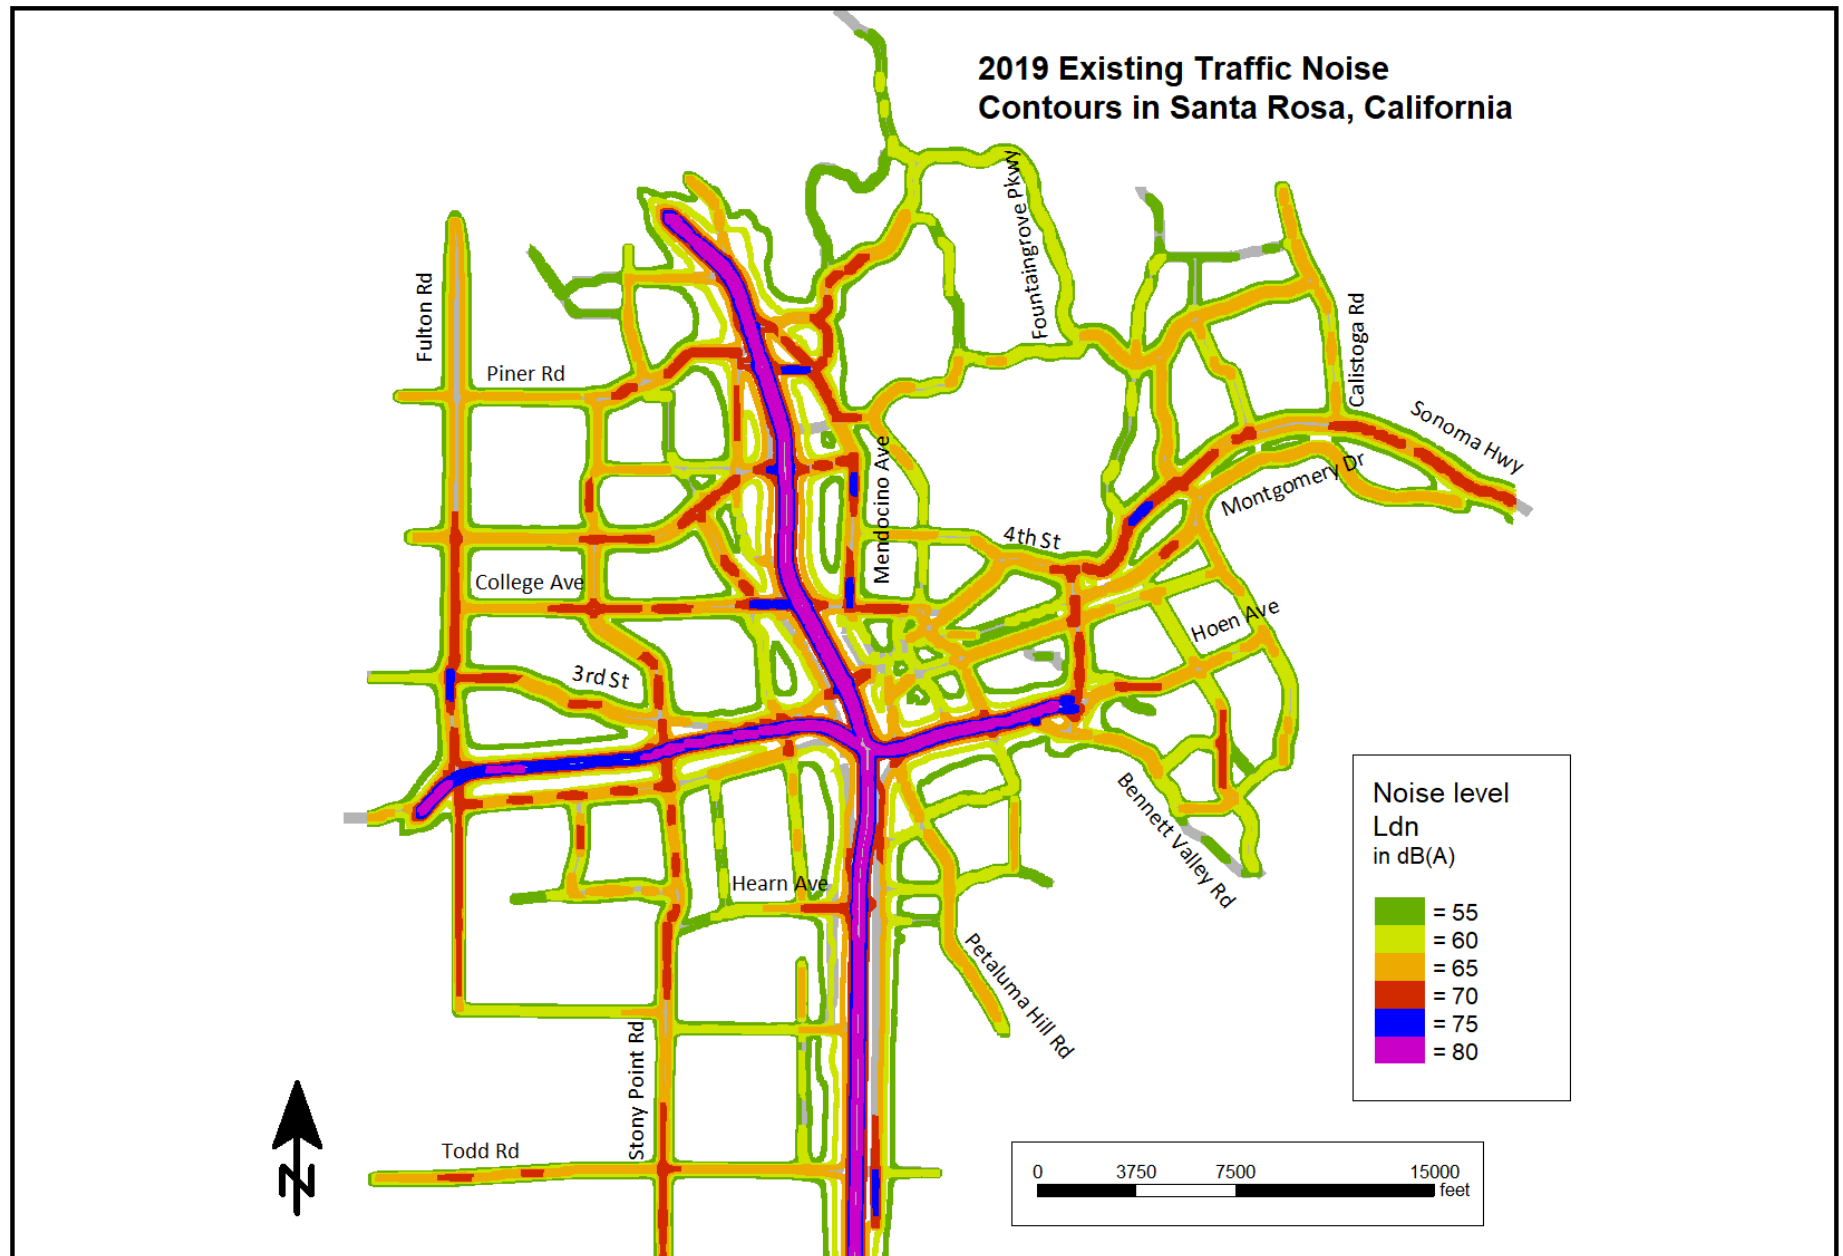 2019 Existing Traffic Noise
Contours in Santa Rosa, California
Fountaingrove Pkwy
Fulton Rd
Calistoga Rd
Piner Rd
Sonoma Hwy
Mendocino Ave
Montgomery Dr
4th St
College Ave
Hoen Ave
3rd St
Bennett Valley Rd
Hearn Ave
Petaluma Hill Rd
Stony Point Rd
Todd Rd
N
Noise level
Ldn
in dB(A)
= 55
= 60
= 65
= 70
= 75
= 80
0 3750 7500 15000
feet